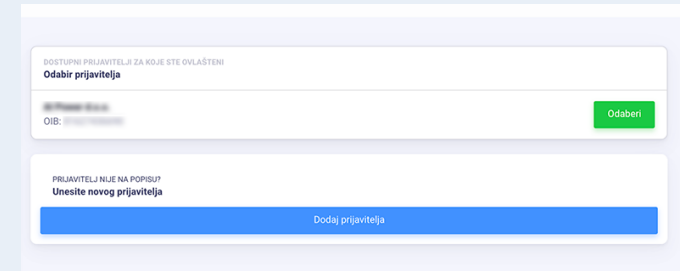 DOSTUPNI PRIJAVITELJI ZA KOJE STE OVLAŠTENI
Odabir prijavitelja
OIB:
Odaberi
PRIJAVITELJ NIJE NA POPISU?
Unesite novog prijavitelja
Dodaj prijavitelja